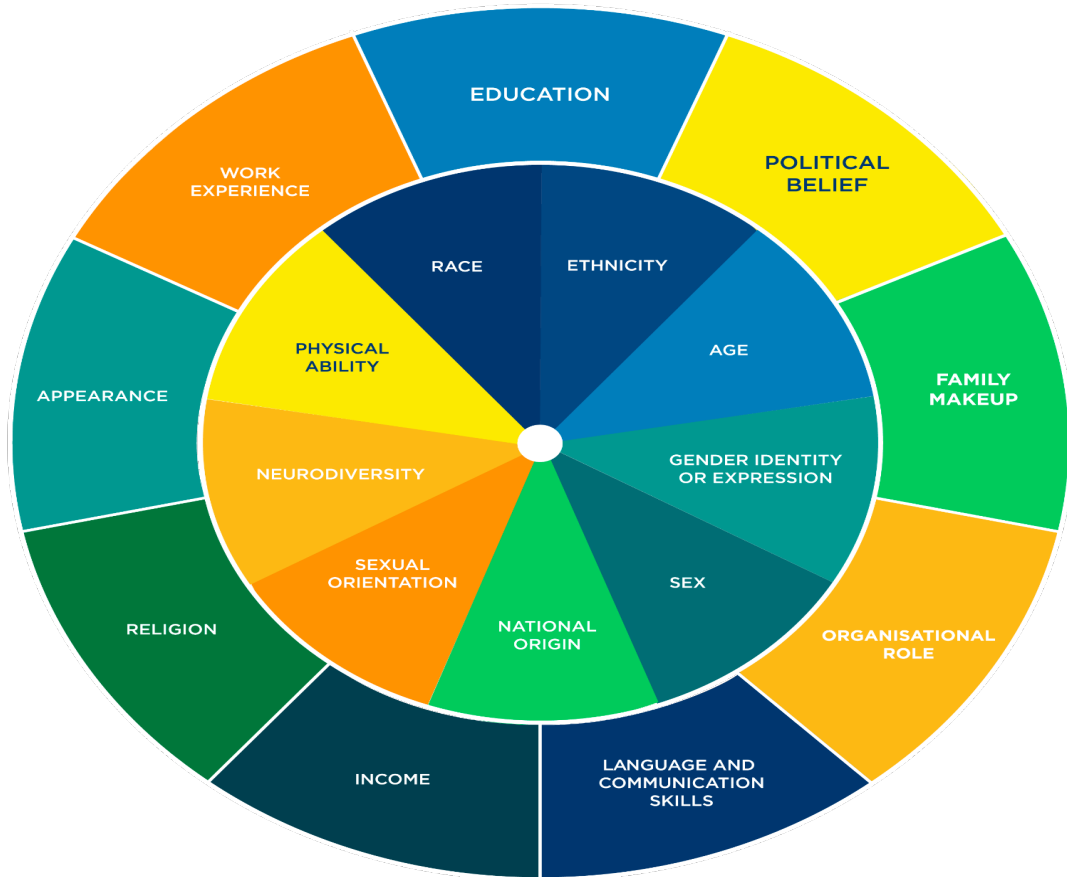 EDUCATION
POLITICAL
BELIEF
FAMILY
MAKEUP
ORGANISATIONAL
ROLE
LANGUAGE AND
COMMUNICATION
SKILLS
INCOME
RELIGION
APPEARANCE
WORK
EXPERIENCE
RACE
ETHNICITY
AGE
GENDER IDENTITY
OR EXPRESSION
SEX
NATIONAL
ORIGIN
SEXUAL
ORIENTATION
NEURODIVERSITY
PHYSICAL
ABILITY